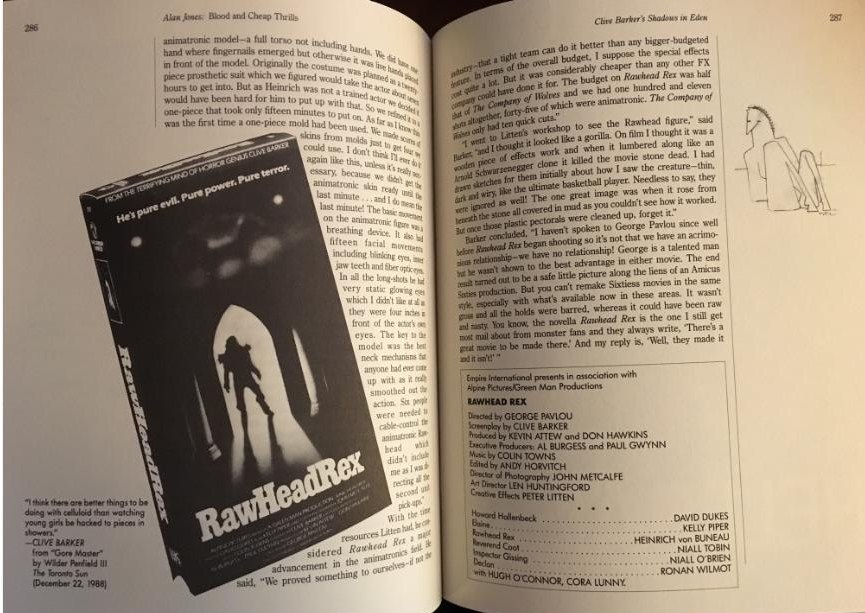 286
Alan Jones: Blood and Cheap Thrills
animatronic model—a full torso not including hands. We did have one
hand where fingernails emerged but otherwise it was live hands placed
in front of the model. Originally the costume was planned as a twenty-
piece prosthetic suit which we figured would take the actor about seven
hours to get into. But as Heinrich was not a trained actor we decided it
would have been hard for him to put up with that. So we refined it to a
one-piece that took only fifteen minutes to put on. As far as I know this
was the first time a one-piece mold had been used. We made scores of
skins from molds just to get four we
could use. I don't think I'll ever do it
again like this, unless it's really nec-
essary, because we didn't get the
animatronic skin ready until the
last minute . . . and I do mean the
last minute! The basic movement
on the animatronic figure was a
breathing device. It also had
fifteen facial movements,
including blinking eyes, inner
jaw teeth and fiber optic eyes.
In all the long-shots he had
very static glowing eyes
which I didn't like at all as
they were four inches in
front of the actor's own
eyes. The key to the
model was the best
neck mechanisms that
anyone had ever come
up with as it really
smoothed out the
action. Six people
were needed to
cable-control the
animatronic Raw-
head which
didn't include
me as I was di-
recting all the
second unit
pick-ups."
With the time
resources Litten had, he con-
sidered Rawhead Rex a major
advancement in the animatronics field. He
said, "We proved something to ourselves—if not the
FROM THE TERRIFYING MIND OF HORROR GENIUS CLIVE BARKER
He's pure evil. Pure power. Pure terror.
RawHeadRex
RawHeadRex
VHS
"I think there are better things to be
doing with celluloid than watching
young girls be hacked to pieces in
showers."
—CLIVE BARKER
from "Gore Master"
by Wilder Penfield III
The Toronto Sun
(December 22, 1988)
Clive Barker's Shadows in Eden
287
industry—that a tight team can do it better than any bigger-budgeted
feature. In terms of the overall budget, I suppose the special effects
cost quite a lot. But it was considerably cheaper than any other FX
company could have done it for. The budget on Rawhead Rex was half
that of The Company of Wolves and we had one hundred and eleven
shots altogether, forty-five of which were animatronic. The Company of
Wolves only had ten quick cuts."
"I went to Litten's workshop to see the Rawhead figure," said
Barker, "and I thought it looked like a gorilla. On film I thought it was a
wooden piece of effects work and when it lumbered along like an
Arnold Schwarzenegger clone it killed the movie stone dead. I had
drawn sketches for them initially about how I saw the creature—thin,
dark and wiry, like the ultimate basketball player. Needless to say, they
were ignored as well! The one great image was when it rose from
beneath the stone all covered in mud as you couldn't see how it worked.
But once those plastic pectorals were cleaned up, forget it."
Barker concluded, "I haven't spoken to George Pavlou since well
before Rawhead Rex began shooting so it's not that we have an acrimo-
nious relationship—we have no relationship! George is a talented man
but he wasn't shown to the best advantage in either movie. The end
result turned out to be a safe little picture along the liens of an Amicus
Sixties production. But you can't remake Sixtiess movies in the same
style, especially with what's available now in these areas. It wasn't
gross and all the holds were barred, whereas it could have been raw
and nasty. You know, the novella Rawhead Rex is the one I still get
most mail about from monster fans and they always write, 'There's a
great movie to be made there.' And my reply is, 'Well, they made it
and it isn't!' "
Empire International presents in association with
Alpine Pictures/Green Man Productions
RAWHEAD REX
Directed by GEORGE PAVLOU
Screenplay by CLIVE BARKER
Produced by KEVIN ATTEW and DON HAWKINS
Executive Producers: AL BURGESS and PAUL GWYNN
Music by COLIN TOWNS
Edited by ANDY HORVITCH
Director of Photography JOHN METCALFE
Art Director LEN HUNTINGFORD
Creative Effects PETER LITTEN
* * *
Howard Hallenbeck . . . . . DAVID DUKES
Elaine . . . . . KELLY PIPER
Rawhead Rex . . . . . HEINRICH von BUNEAU
Reverend Coot . . . . . NIALL TOBIN
Inspector Gissing . . . . . NIALL O'BRIEN
Declan . . . . . RONAN WILMOT
with HUGH O'CONNOR, CORA LUNNY.